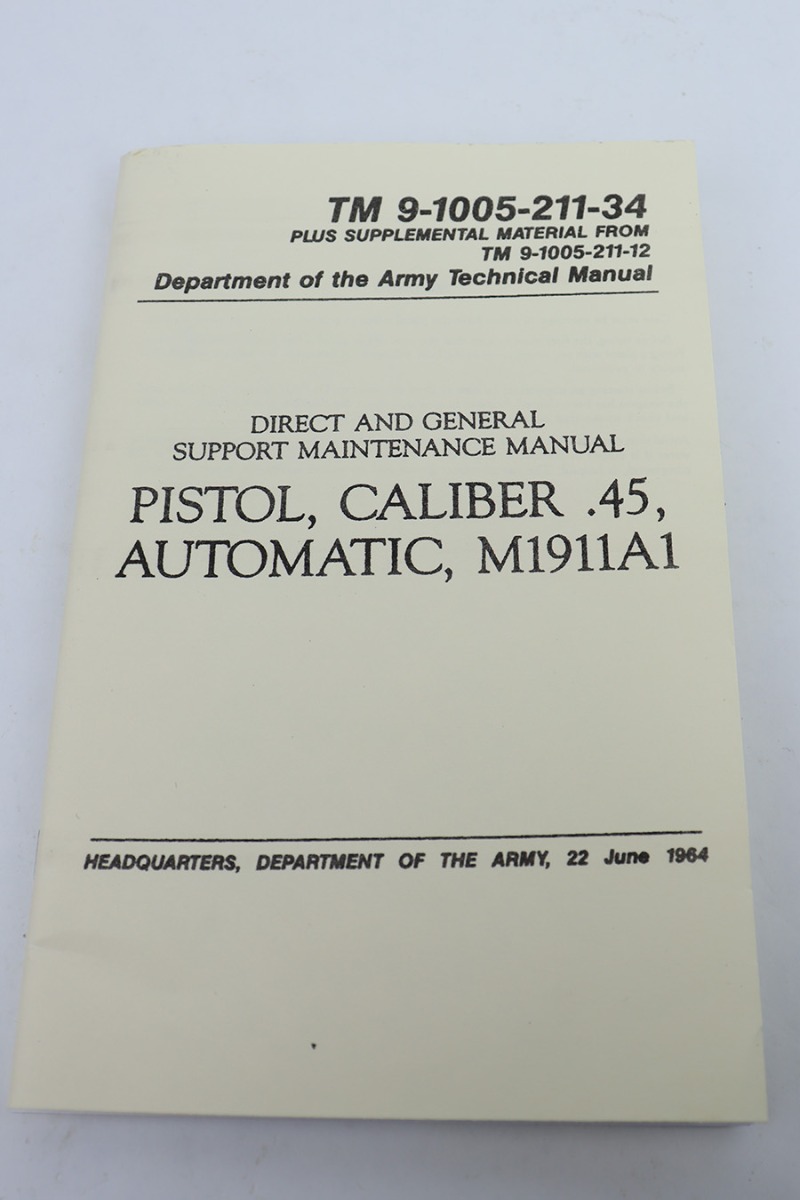 TM 9-1005-211-34
PLUS SUPPLEMENTAL MATERIAL FROM
TM 9-1005-211-12
Department of the Army Technical Manual
DIRECT AND GENERAL
SUPPORT MAINTENANCE MANUAL
PISTOL, CALIBER .45,
AUTOMATIC, M1911A1
HEADQUARTERS, DEPARTMENT OF THE ARMY, 22 June 1964